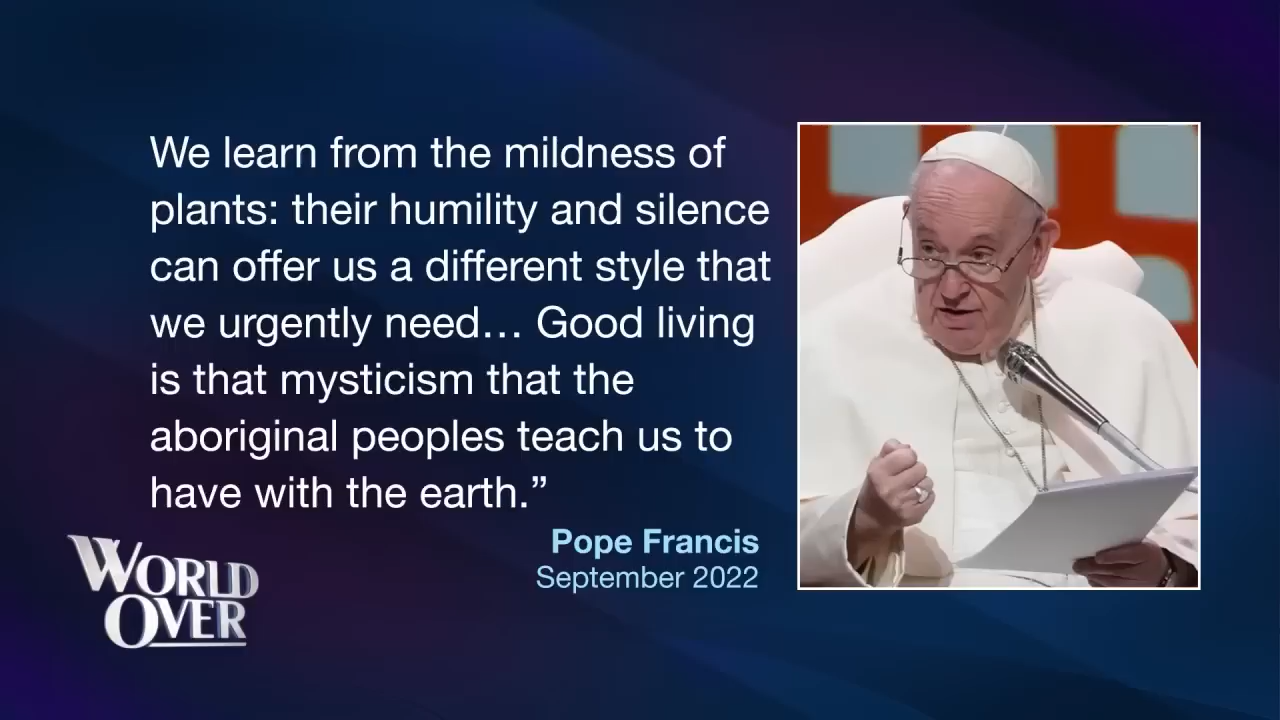 We learn from the mildness of
plants: their humility and silence
can offer us a different style that
we urgently need... Good living
is that mysticism that the
aboriginal peoples teach us to
have with the earth.”
Pope Francis
September 2022
WORLD
OVER